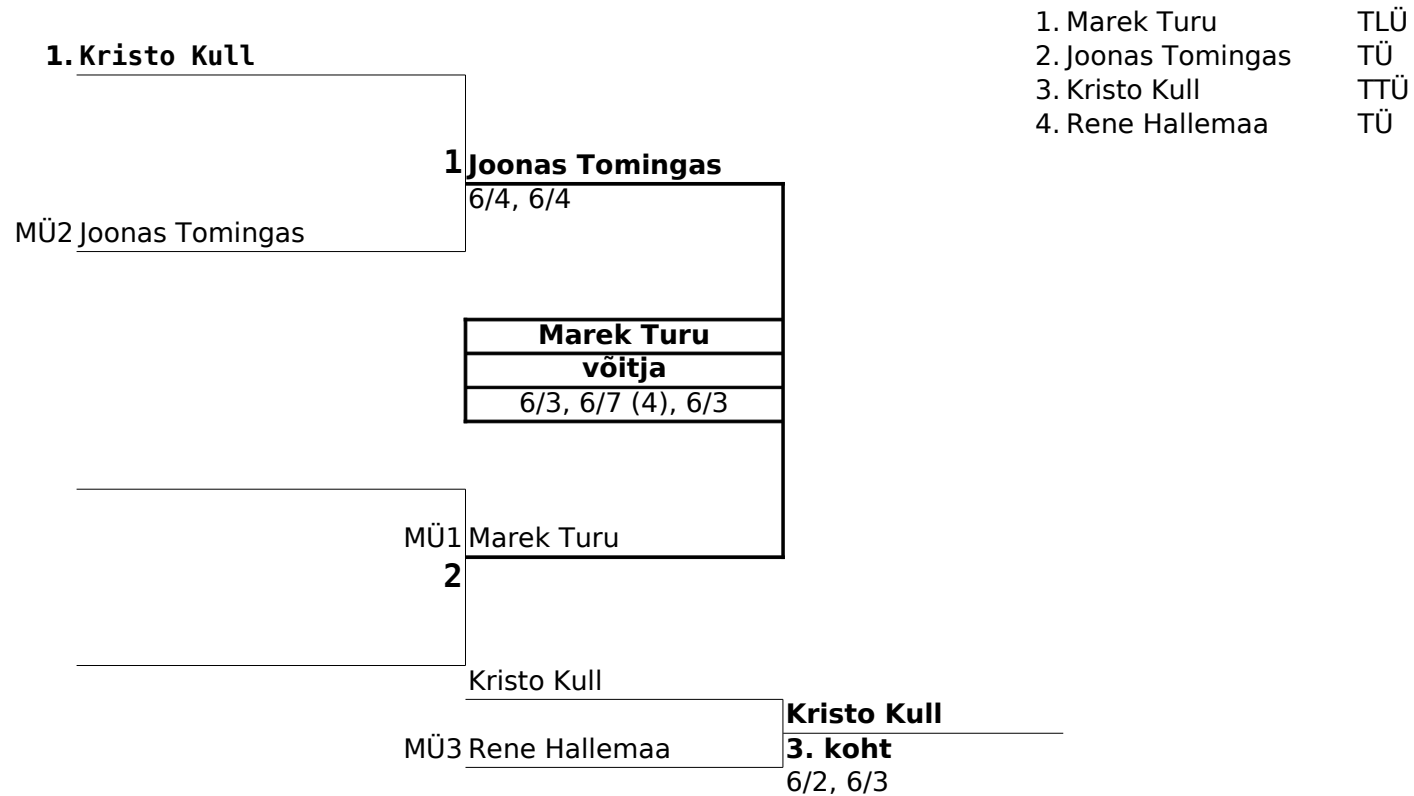 1. Marek Turu TLÜ
1. Kristo Kull
2. Joonas Tomingas TÜ
3. Kristo Kull TTÜ
4. Rene Hallemaa TÜ
1 Joonas Tomingas
6/4, 6/4
MÜ2 Joonas Tomingas
Marek Turu
võitja
6/3, 6/7 (4), 6/3
MÜ1 Marek Turu
2
Kristo Kull
Kristo Kull
MÜ3 Rene Hallemaa
3. koht
6/2, 6/3